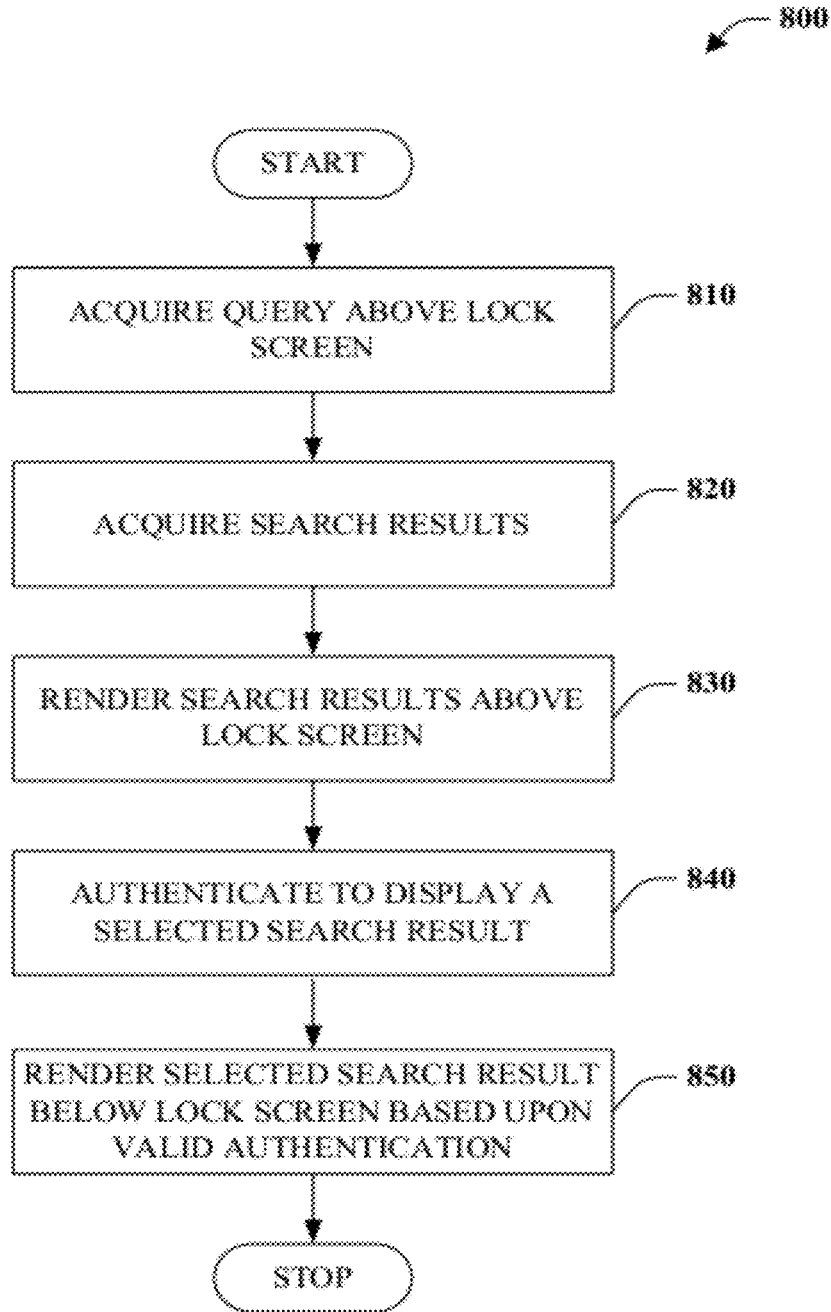 800
START
ACQUIRE QUERY ABOVE LOCK
SCREEN
810
ACQUIRE SEARCH RESULTS
820
RENDER SEARCH RESULTS ABOVE
LOCK SCREEN
830
AUTHENTICATE TO DISPLAY A
SELECTED SEARCH RESULT
840
RENDER SELECTED SEARCH RESULT
BELOW LOCK SCREEN BASED UPON
VALID AUTHENTICATION
850
STOP